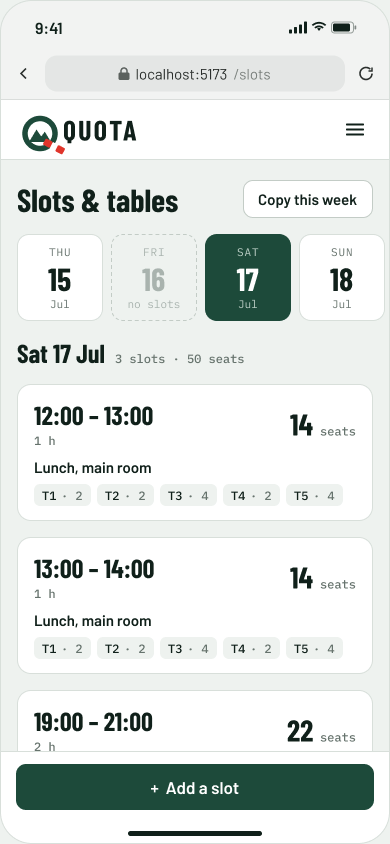 9:41
localhost:5173 /slots
QUOTA
Slots & tables
Copy this week
THU
15
Jul
FRI
16
no slots
SAT
17
Jul
SUN
18
Jul
Sat 17 Jul 3 slots · 50 seats
12:00 – 13:00
1 h
14 seats
Lunch, main room
T1 · 2 T2 · 2 T3 · 4 T4 · 2 T5 · 4
13:00 – 14:00
1 h
14 seats
Lunch, main room
T1 · 2 T2 · 2 T3 · 4 T4 · 2 T5 · 4
19:00 – 21:00
2 h
22 seats
+ Add a slot